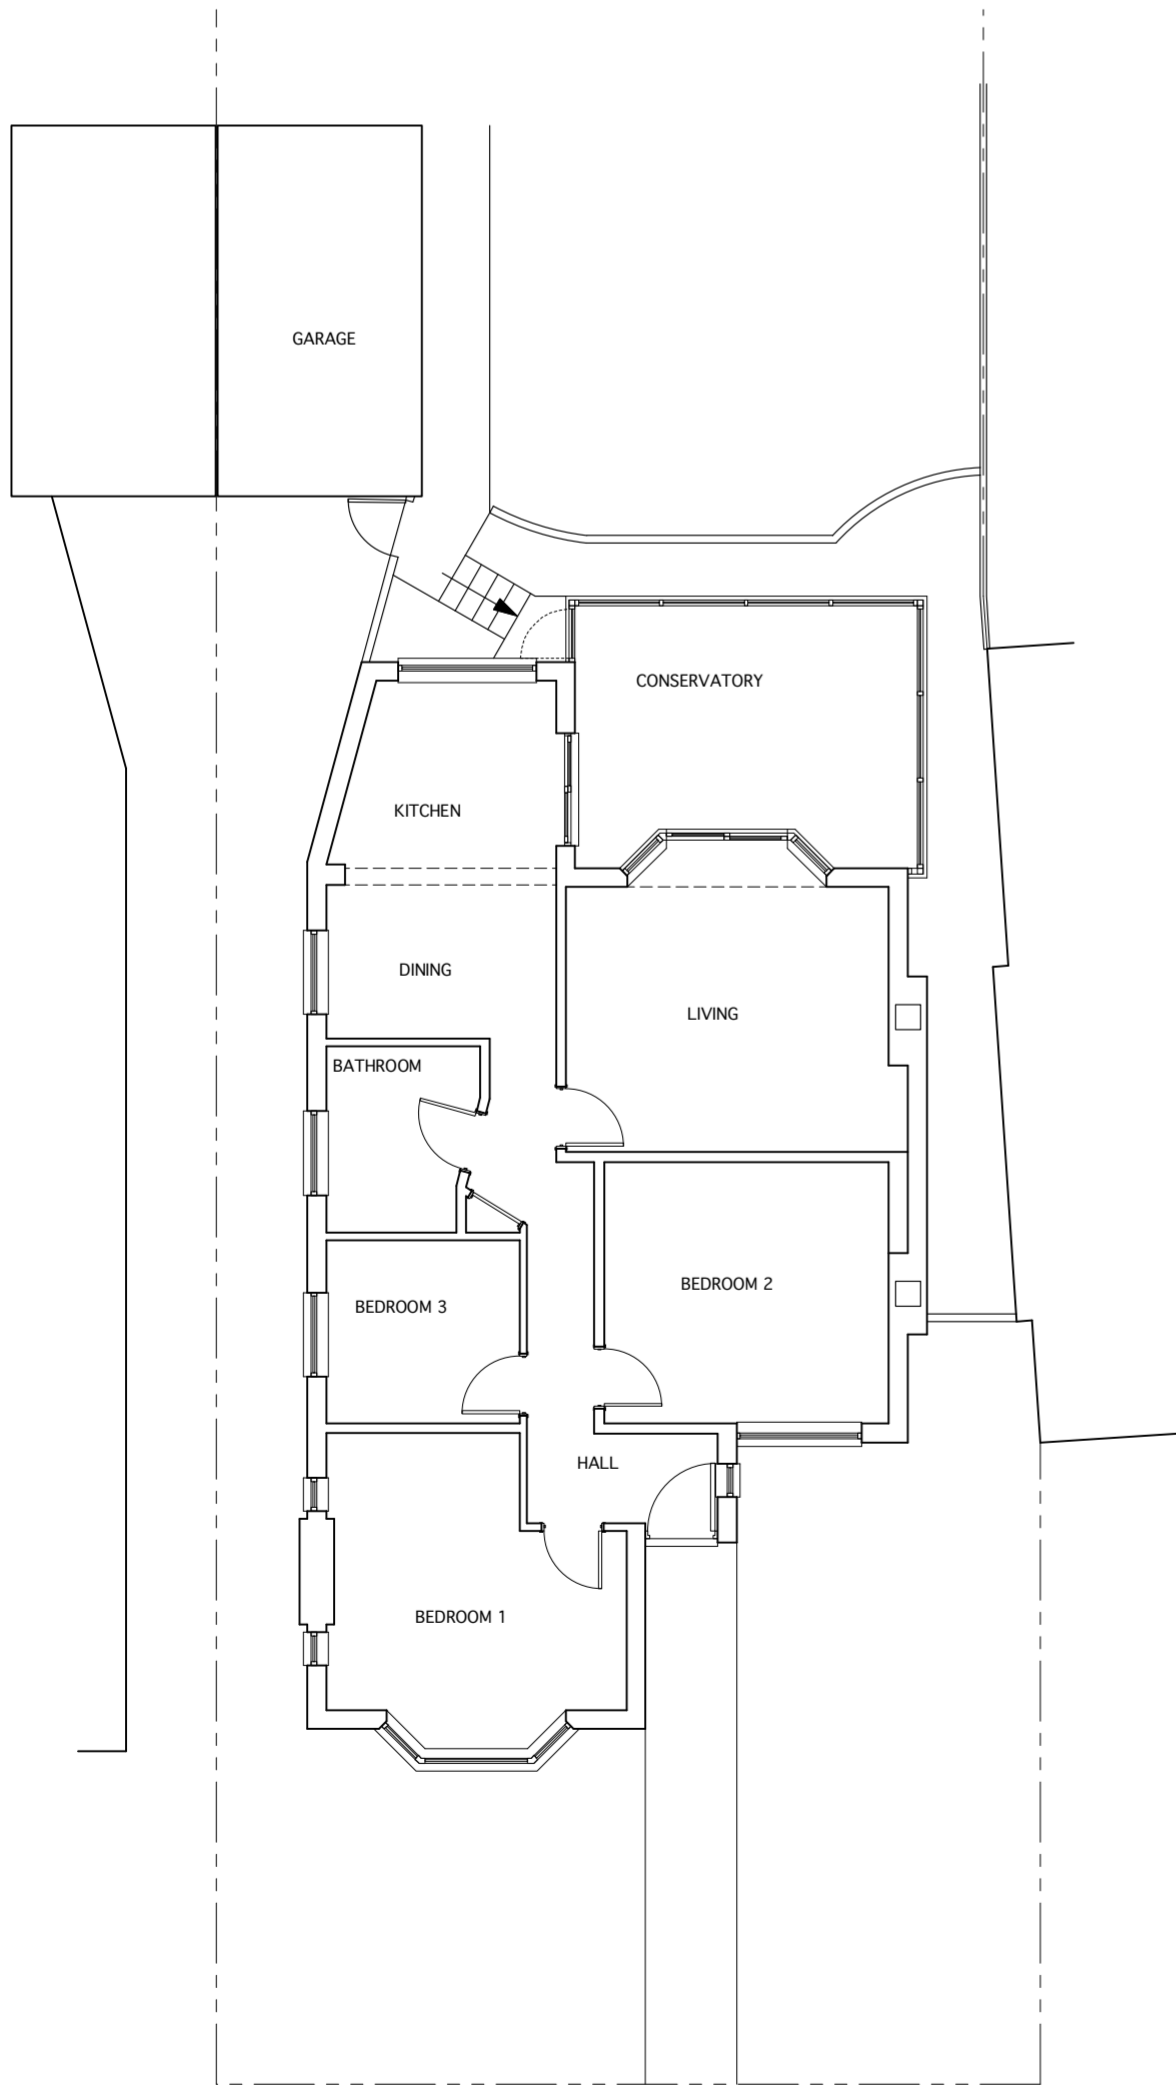 GARAGE
CONSERVATORY
KITCHEN
DINING
LIVING
BATHROOM
BEDROOM 2
BEDROOM 3
HALL
BEDROOM 1